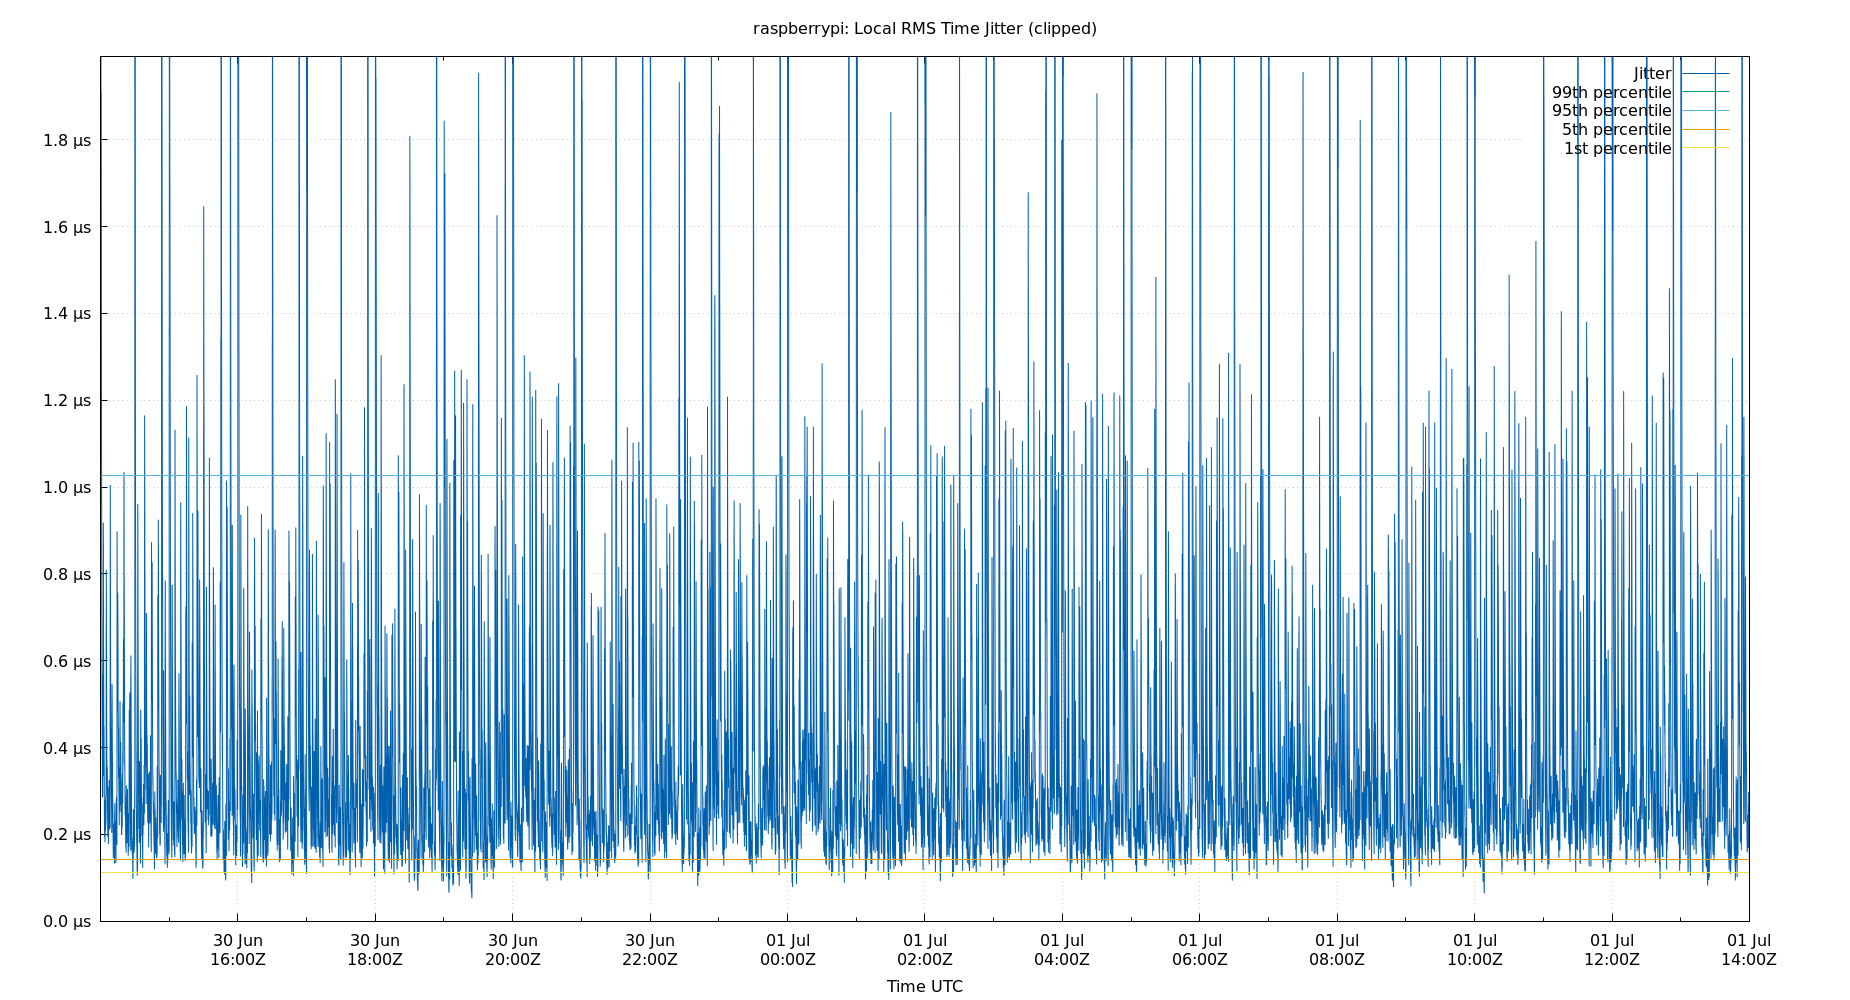 raspberrypi: Local RMS Time Jitter (clipped)
Jitter
99th percentile
95th percentile
5th percentile
1st percentile
1.8 µs
1.6 µs
1.4 µs
1.2 µs
1.0 µs
0.8 µs
0.6 µs
0.4 µs
0.2 µs
0.0 µs
30 Jun 30 Jun 30 Jun 30 Jun 01 Jul 01 Jul 01 Jul 01 Jul 01 Jul 01 Jul 01 Jul 01 Jul
16:00Z 18:00Z 20:00Z 22:00Z 00:00Z 02:00Z 04:00Z 06:00Z 08:00Z 10:00Z 12:00Z 14:00Z
Time UTC